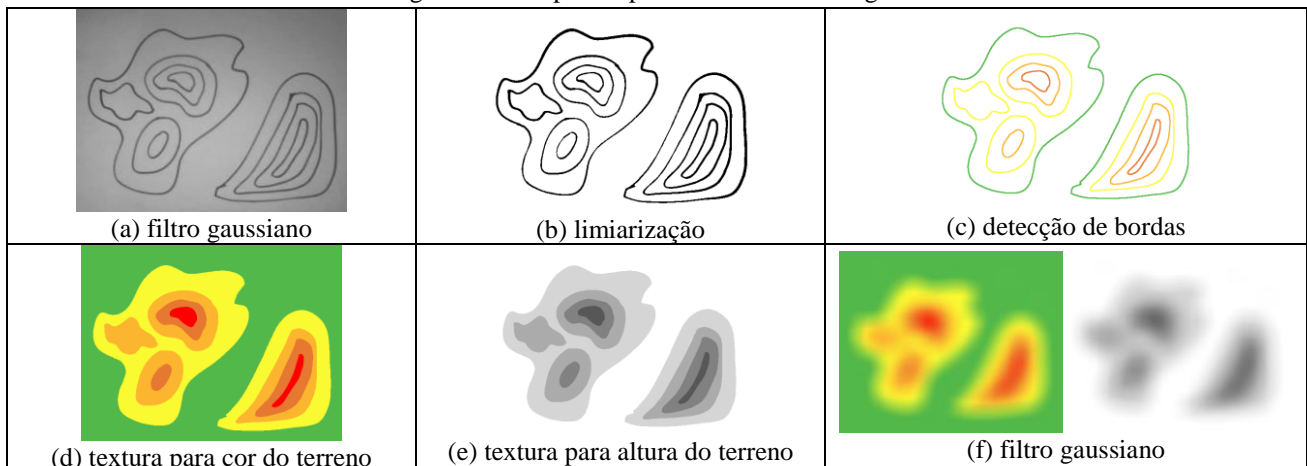 (a) filtro gaussiano
(b) limiarização
(c) detecção de bordas
(d) textura para cor do terreno
(e) textura para altura do terreno
(f) filtro gaussiano